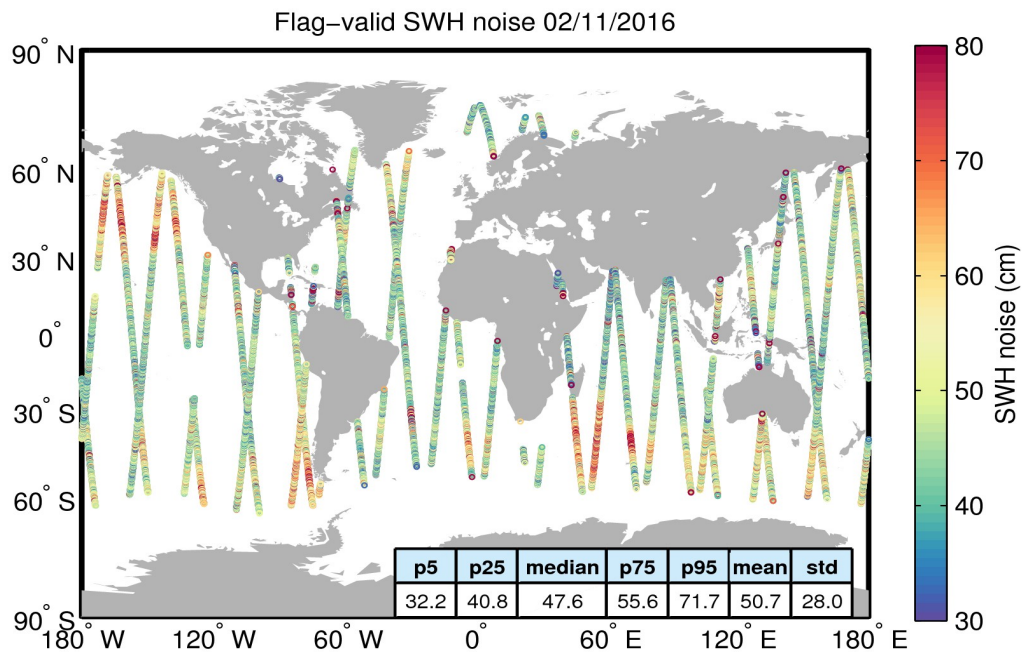 Flag−valid SWH noise 02/11/2016
90° N
60° N
30° N
0°
30° S
60° S
90° S
180° W
120° W
60° W
0°
60° E
120° E
180° E
p5 p25 median p75 p95 mean std
32.2 40.8 47.6 55.6 71.7 50.7 28.0
80
70
60
50
40
30
SWH noise (cm)